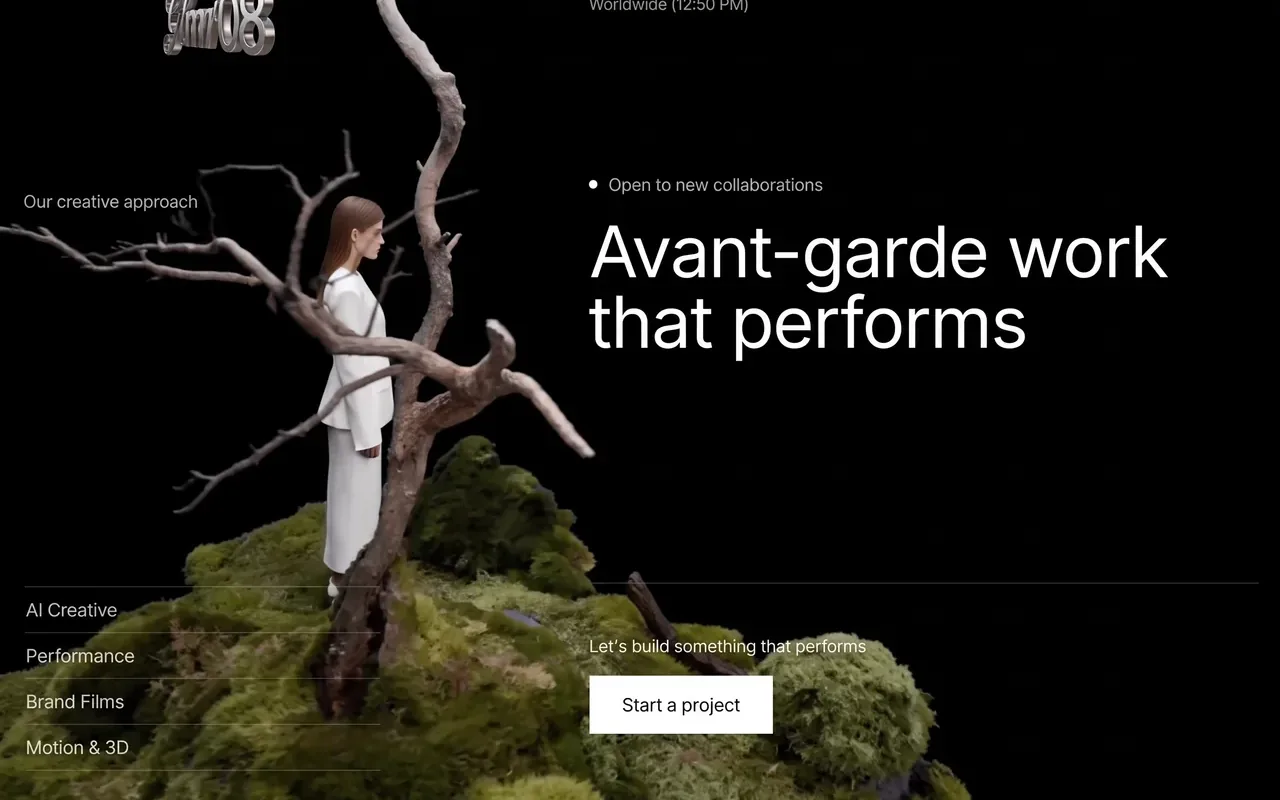 Worldwide (12:50 PM)
Our creative approach
Open to new collaborations
Avant-garde work
that performs
AI Creative
Performance
Brand Films
Motion & 3D
Let’s build something that performs
Start a project